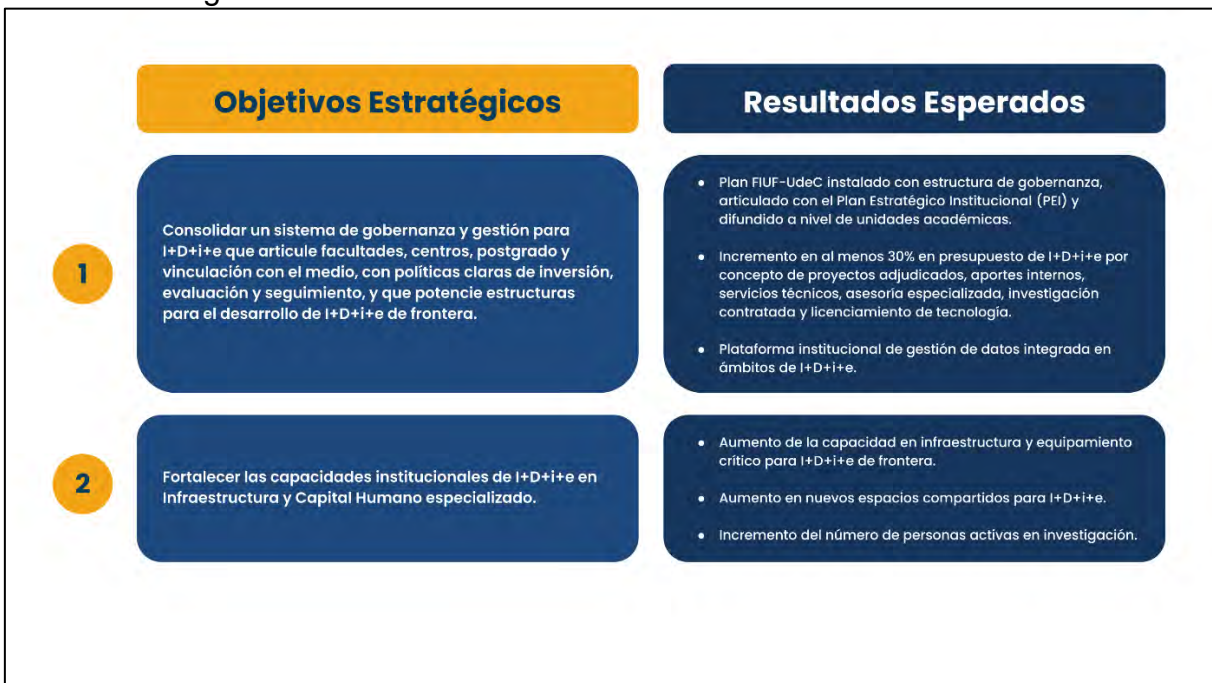 Objetivos Estratégicos
Resultados Esperados
1
Consolidar un sistema de gobernanza y gestión para
I+D+i+e que articule facultades, centros, postgrado y
vinculación con el medio, con políticas claras de inversión,
evaluación y seguimiento, y que potencie estructuras
para el desarrollo de I+D+i+e de frontera.
• Plan FIUF-UdeC instalado con estructura de gobernanza,
articulado con el Plan Estratégico Institucional (PEI) y
difundido a nivel de unidades académicas.
• Incremento en al menos 30% en presupuesto de I+D+i+e por
concepto de proyectos adjudicados, aportes internos,
servicios técnicos, asesoría especializada, investigación
contratada y licenciamiento de tecnología.
• Plataforma institucional de gestión de datos integrada en
ámbitos de I+D+i+e.
2
Fortalecer las capacidades institucionales de I+D+i+e en
Infraestructura y Capital Humano especializado.
• Aumento de la capacidad en infraestructura y equipamiento
crítico para I+D+i+e de frontera.
• Aumento en nuevos espacios compartidos para I+D+i+e.
• Incremento del número de personas activas en investigación.